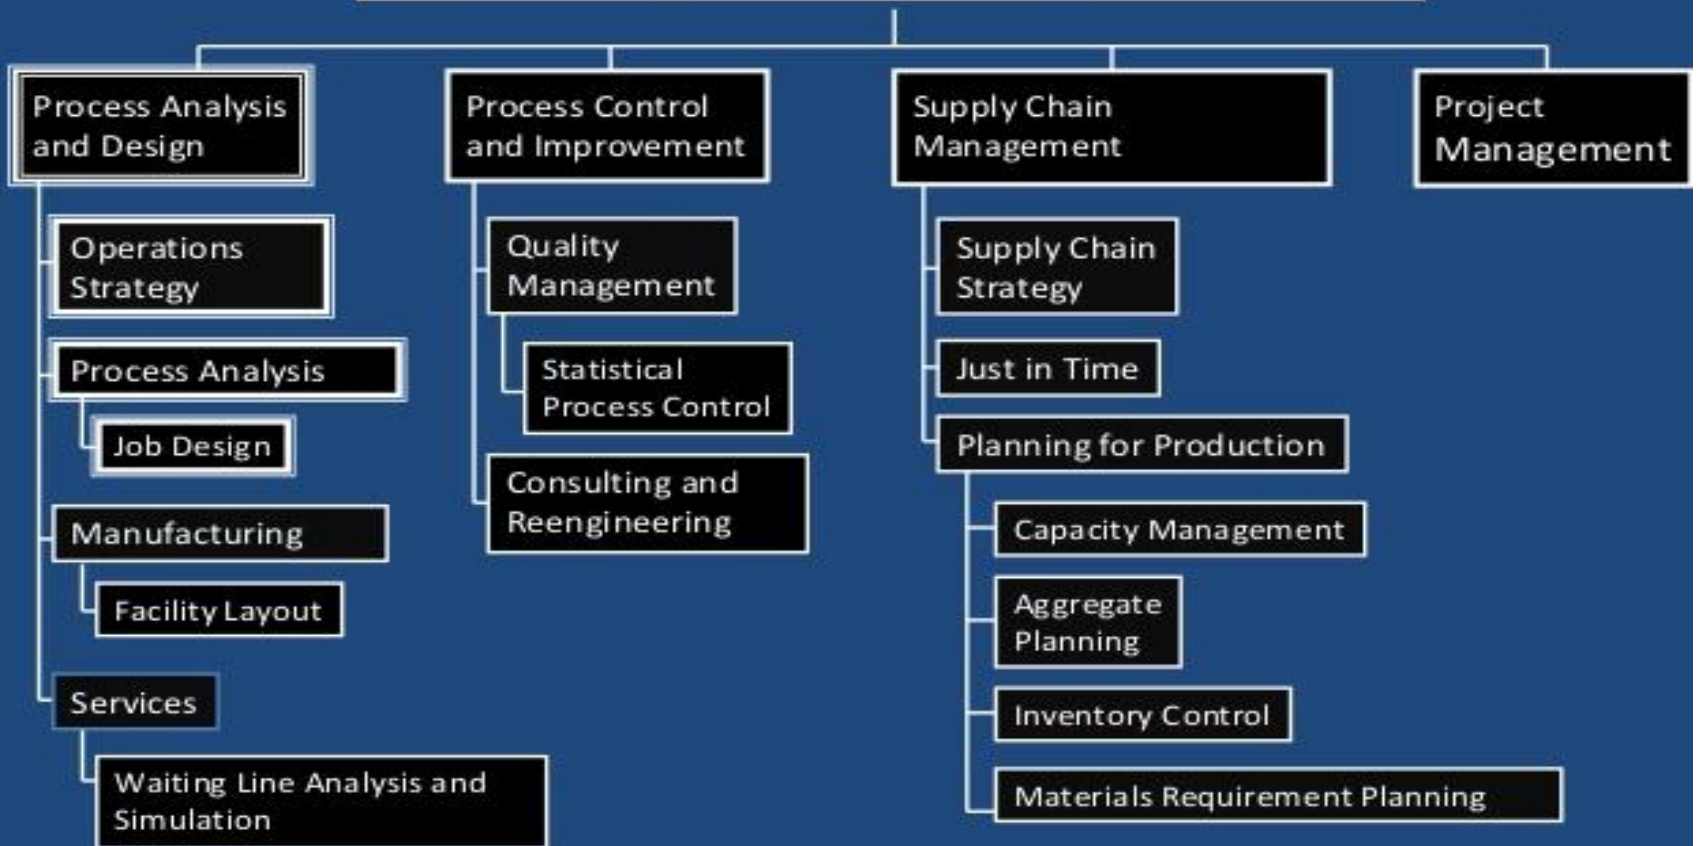 Process Analysis
and Design
Operations
Strategy
Process Analysis
Job Design
Manufacturing
Facility Layout
Services
Waiting Line Analysis and
Simulation
Process Control
and Improvement
Quality
Management
Statistical
Process Control
Consulting and
Reengineering
Supply Chain
Management
Supply Chain
Strategy
Just in Time
Planning for Production
Capacity Management
Aggregate
Planning
Inventory Control
Materials Requirement Planning
Project
Management